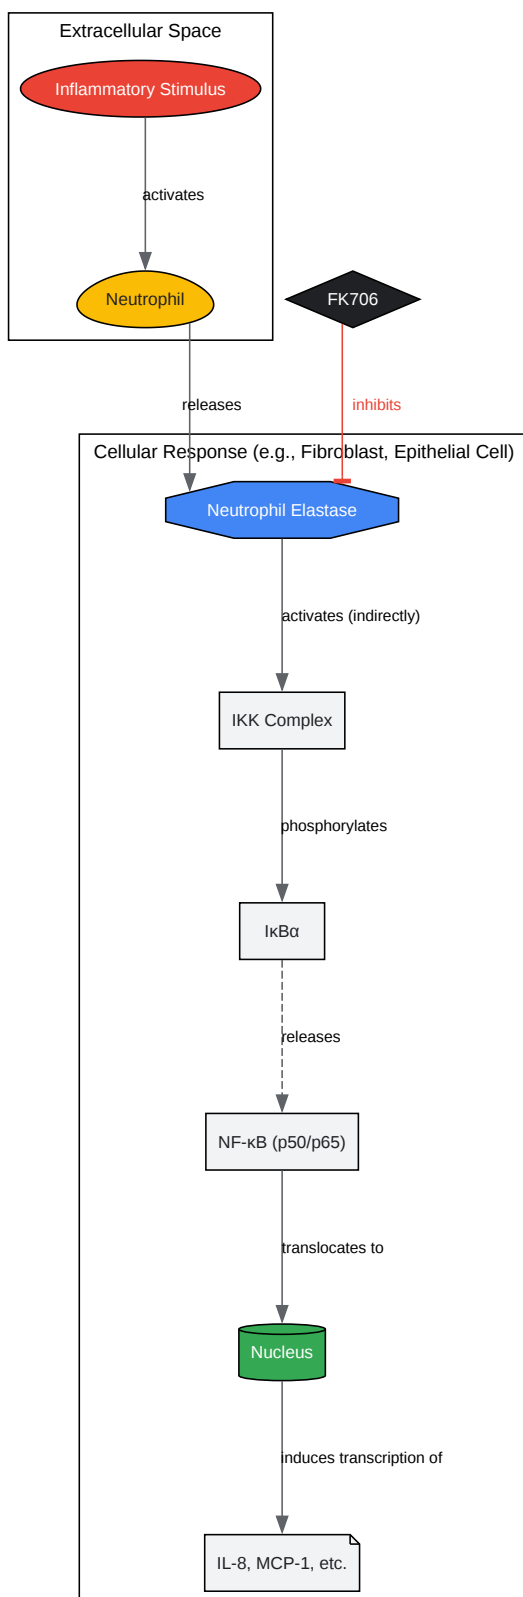 Extracellular Space
Inflammatory Stimulus
activates
Neutrophil
FK706
releases
inhibits
Cellular Response (e.g., Fibroblast, Epithelial Cell)
Neutrophil Elastase
activates (indirectly)
IKK Complex
phosphorylates
IκBα
releases
NF-κB (p50/p65)
translocates to
Nucleus
induces transcription of
IL-8, MCP-1, etc.